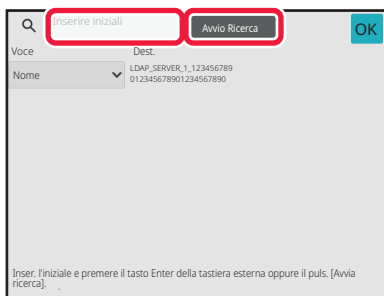 Inserire iniziali
Avvio Ricerca
OK
Voce
Dest.
Nome
LDAP_SERVER_1_123456789
012345678901234567890
Inser. l'iniziale e premere il tasto Enter della tastiera esterna oppure il puls. [Avvia
ricerca].